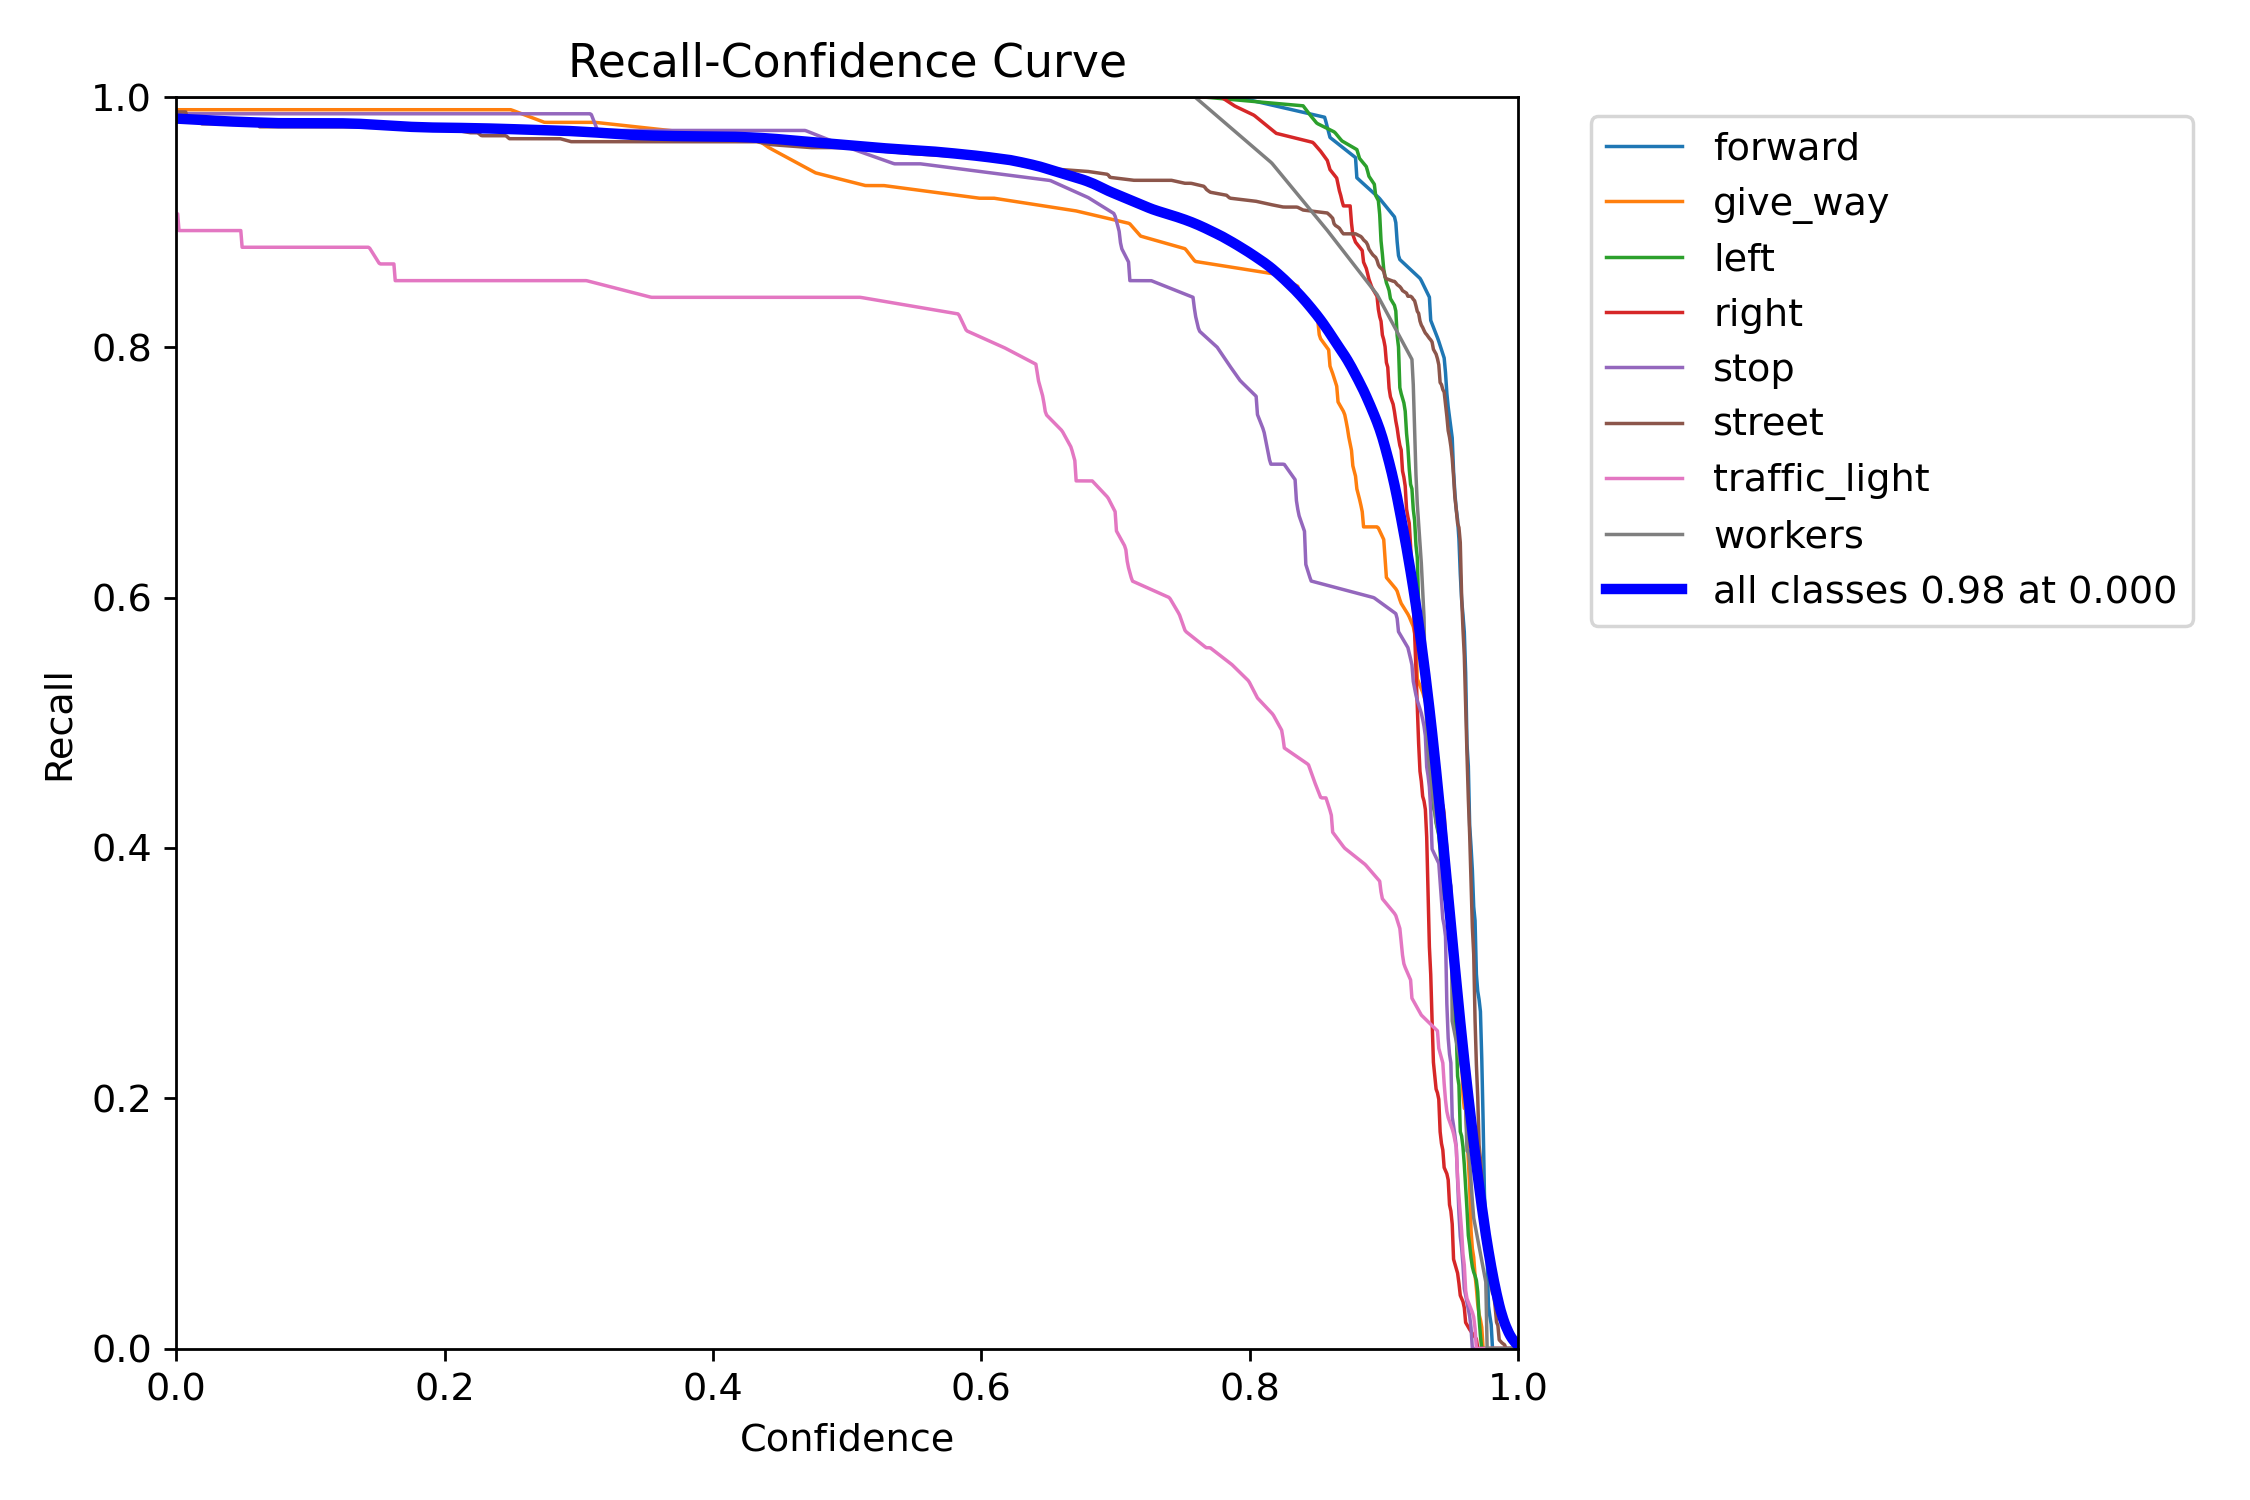 Recall-Confidence Curve
1.0
0.8
0.6
0.4
0.2
0.0
Recall
0.0 0.2 0.4 0.6 0.8 1.0
Confidence
forward
give_way
left
right
stop
street
traffic_light
workers
all classes 0.98 at 0.000